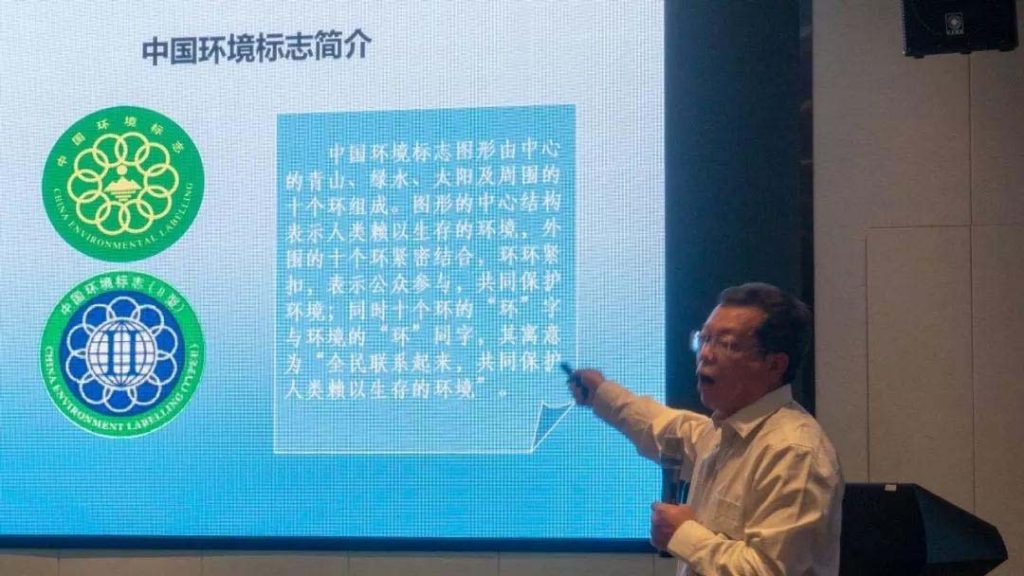 中国环境标志简介
中国环境标志
CHINA ENVIRONMENTAL LABELLING
中国环境标志(II型)
II
CHINA ENVIRONMENT LABELLING (TYPE II)
中国环境标志图形由中心
的青山、绿水、太阳及周围的
十个环组成。图形的中心结构
表示人类赖以生存的环境，外
围的十个环紧密结合，环环紧
扣，表示公众参与，共同保护
环境；同时十个环的“环”字
与环境的“环”同字，其寓意
为“全民联系起来，共同保护
人类赖以生存的环境”。